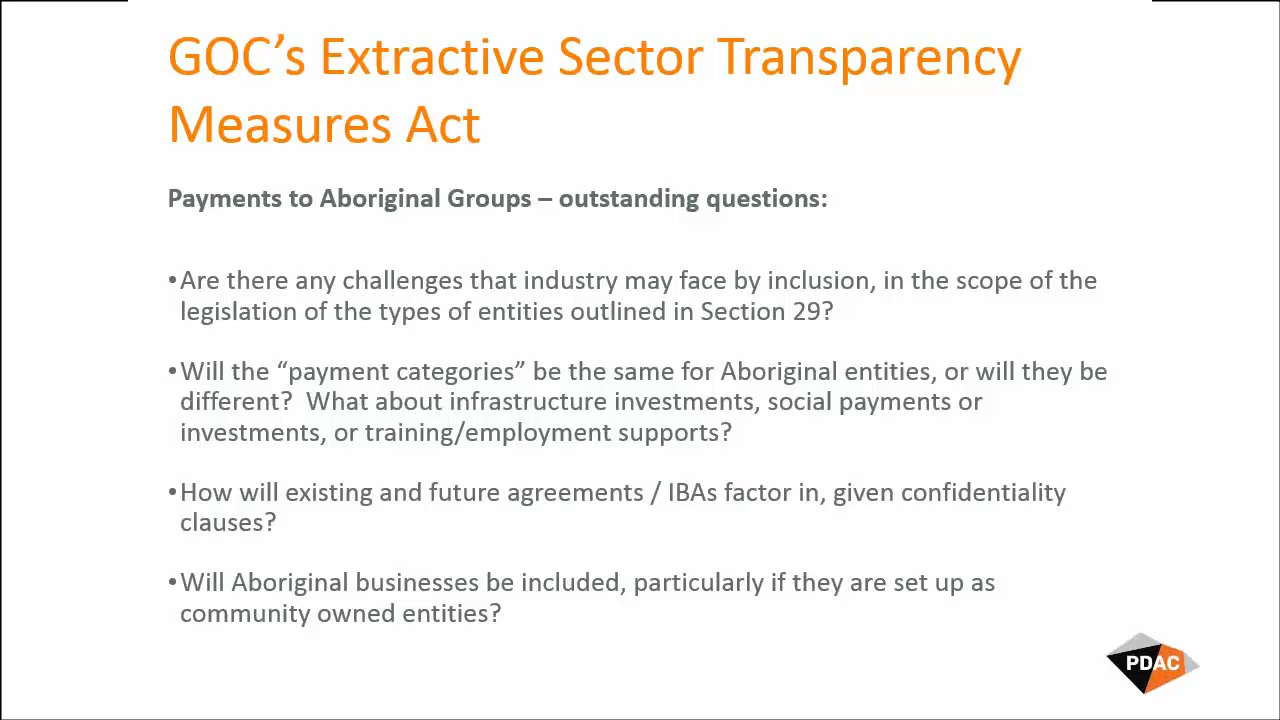 GOC’s Extractive Sector Transparency
Measures Act
Payments to Aboriginal Groups – outstanding questions:
•Are there any challenges that industry may face by inclusion, in the scope of the
legislation of the types of entities outlined in Section 29?
•Will the “payment categories” be the same for Aboriginal entities, or will they be
different?  What about infrastructure investments, social payments or
investments, or training/employment supports?
•How will existing and future agreements / IBAs factor in, given confidentiality
clauses?
•Will Aboriginal businesses be included, particularly if they are set up as
community owned entities?
PDAC